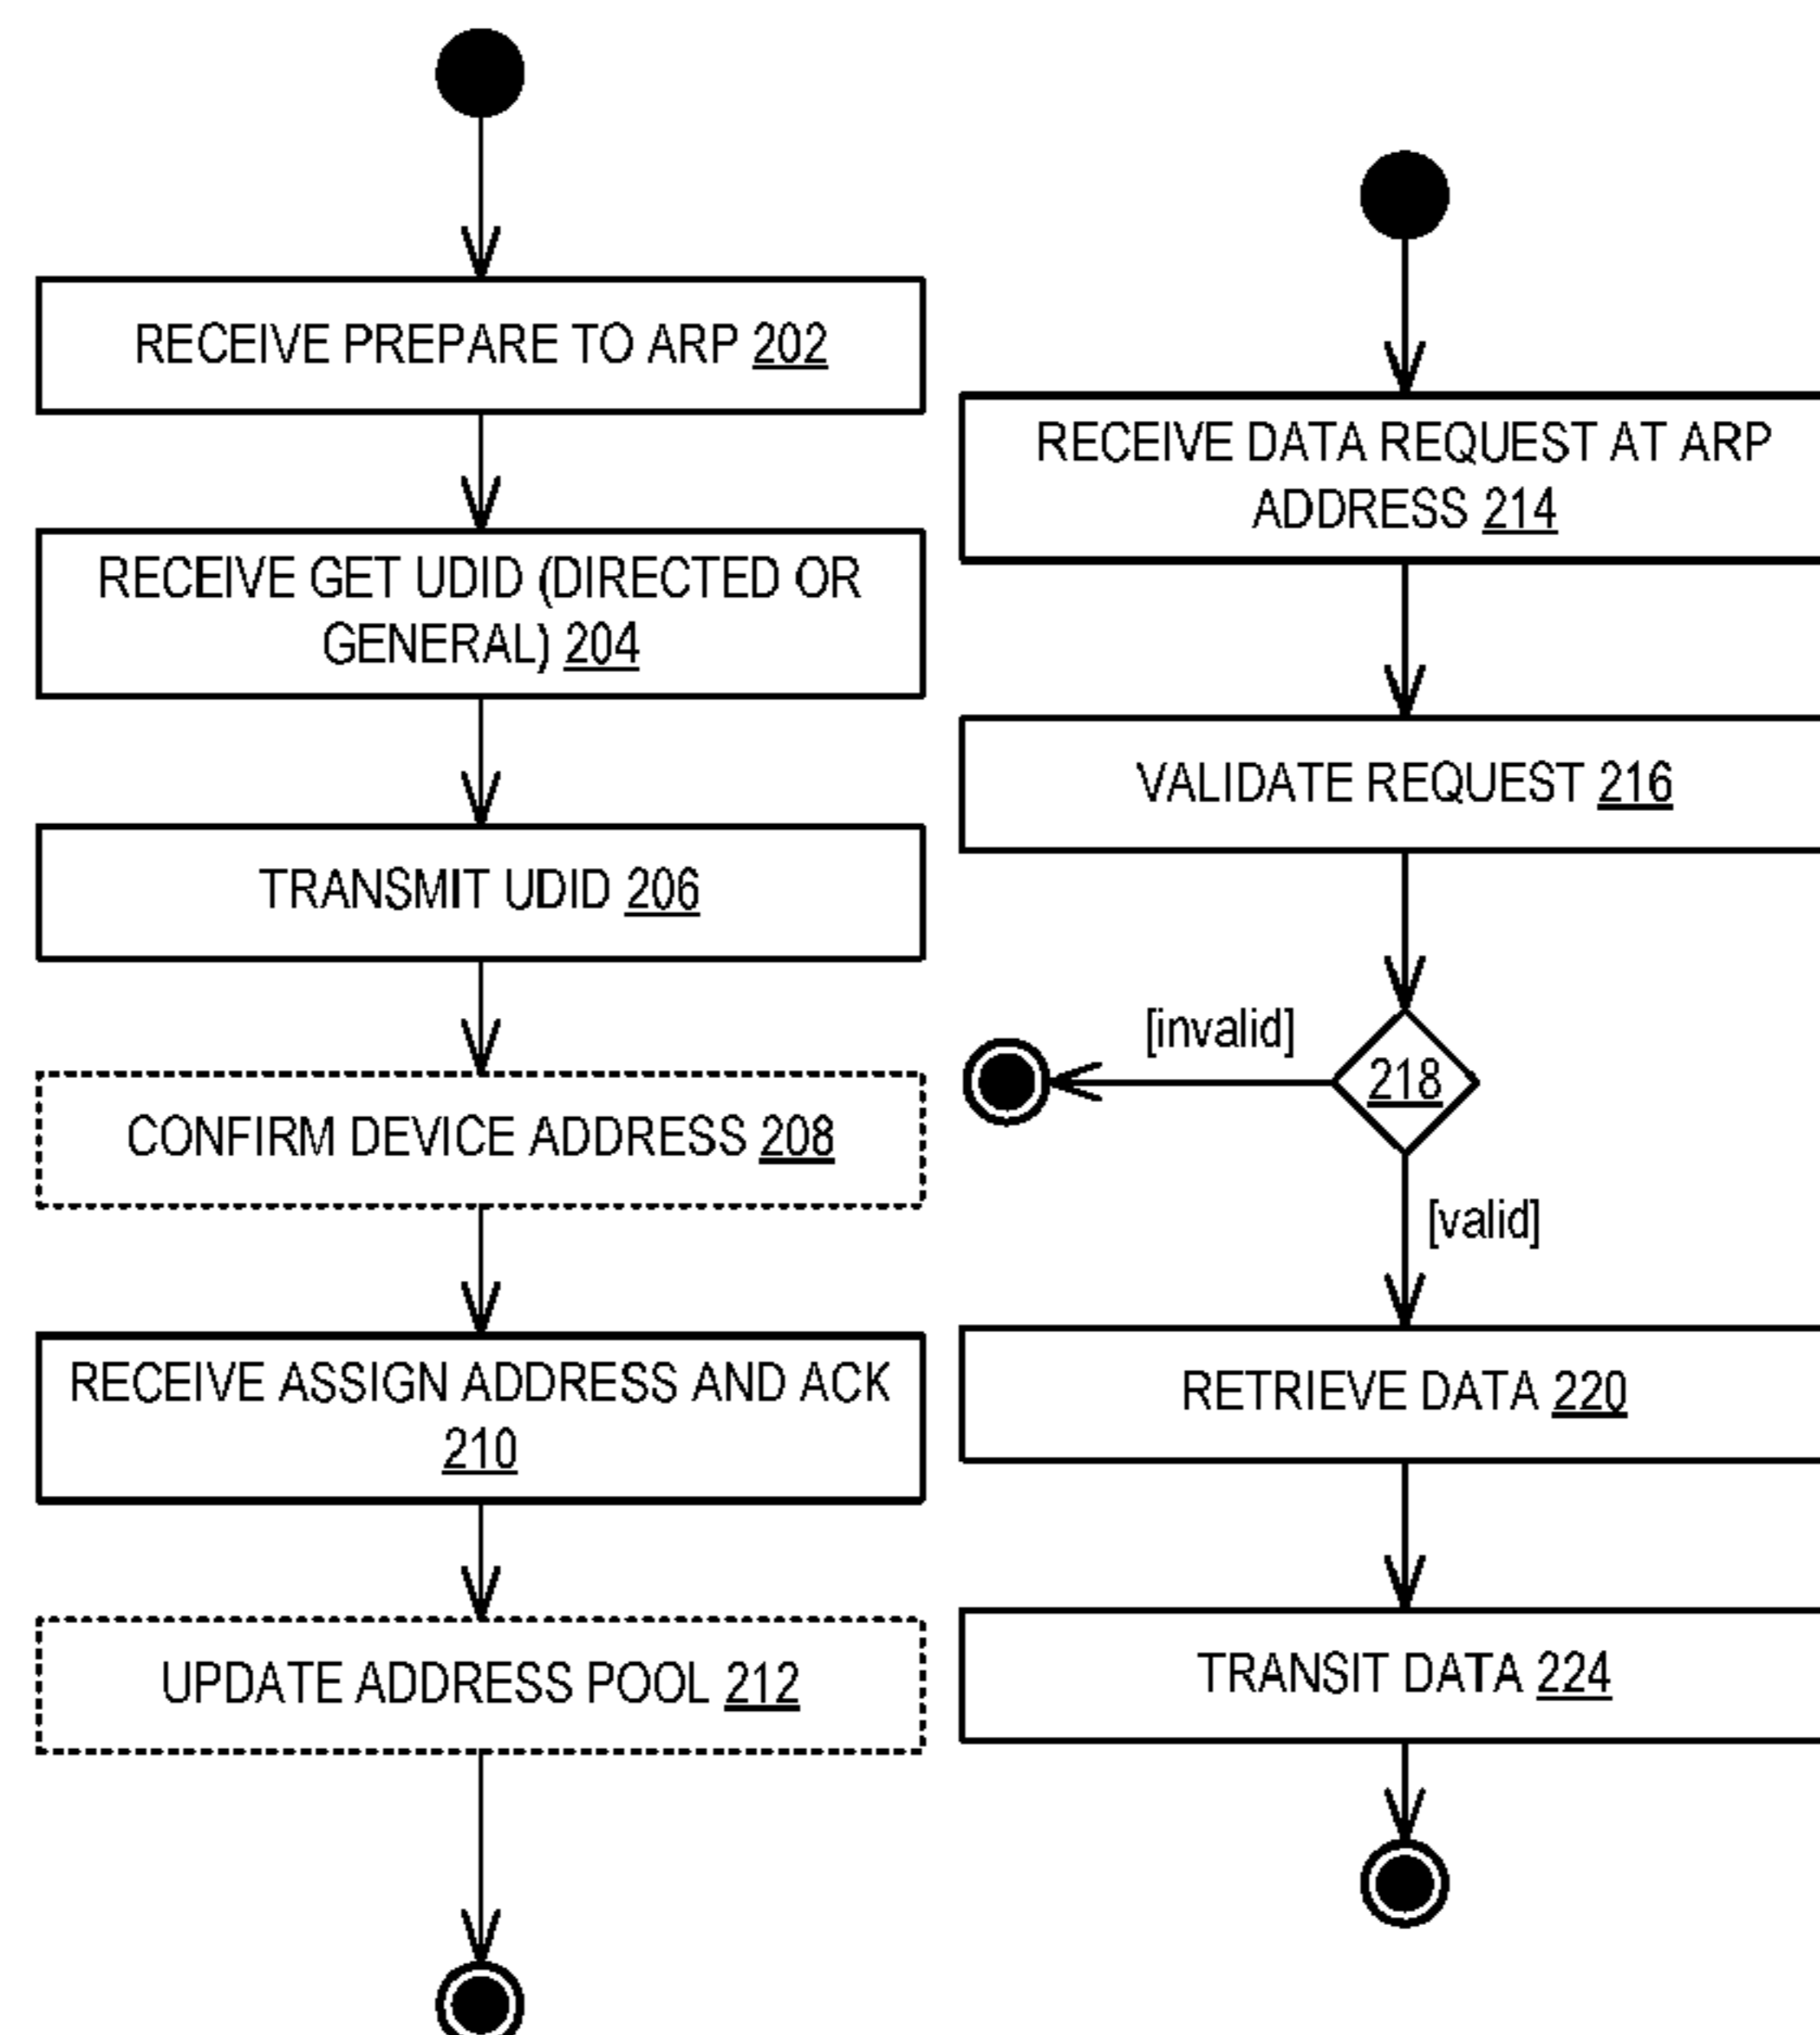 RECEIVE PREPARE TO ARP 202
RECEIVE GET UDID (DIRECTED OR
GENERAL) 204
TRANSMIT UDID 206
CONFIRM DEVICE ADDRESS 208
RECEIVE ASSIGN ADDRESS AND ACK
210
UPDATE ADDRESS POOL 212
RECEIVE DATA REQUEST AT ARP
ADDRESS 214
VALIDATE REQUEST 216
[invalid]
218
[valid]
RETRIEVE DATA 220
TRANSIT DATA 224